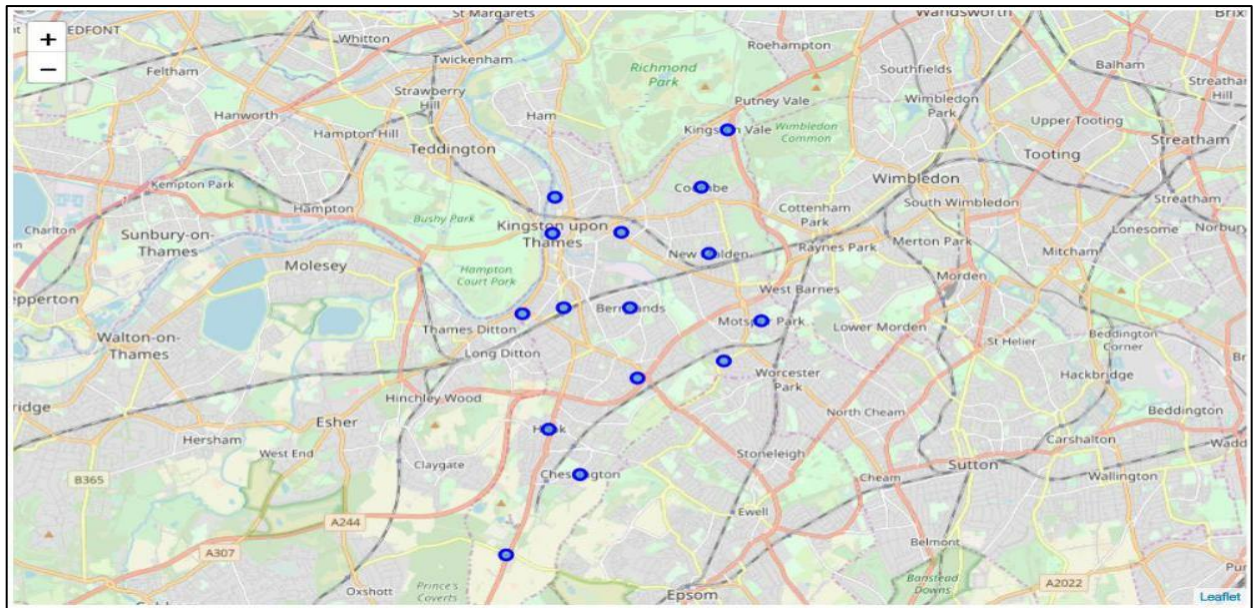 +
−
EDFONT
Whitton
St Margarets
Twickenham
Roehampton
Wandsworth
Brix
Feltham
Richmond
Park
Southfields
Balham
Streatham
Hill
Hanworth
Strawberry
Hill
Ham
Putney Vale
Wimbledon
Park
Upper Tooting
Hampton Hill
Teddington
Wimbledon
Common
Tooting
Streatham
Kempton Park
Hampton
Wimbledon
South Wimbledon
Streatham
Charlton
Sunbury-on-
Thames
Bushy Park
Kingston upon
Thames
Cottenham
Park
Raynes Park
Merton Park
Mitcham
Lonesome
Norbury
Molesey
Hampton
Court Park
West Barnes
Morden
epperton
Walton-on-
Thames
Thames Ditton
Long Ditton
Lower Morden
St Helier
Beddington
Corner
Hackbridge
Worcester
Park
Hinchley Wood
North Cheam
Beddington
ridge
Esher
Hersham
West End
Claygate
Stoneleigh
Carshalton
Wadd
Sutton
Cheam
Wallington
B365
A244
Ewell
Belmont
A307
Oxshott
Prince's
Coverts
Epsom
Banstead
Downs
A2022
Leaflet